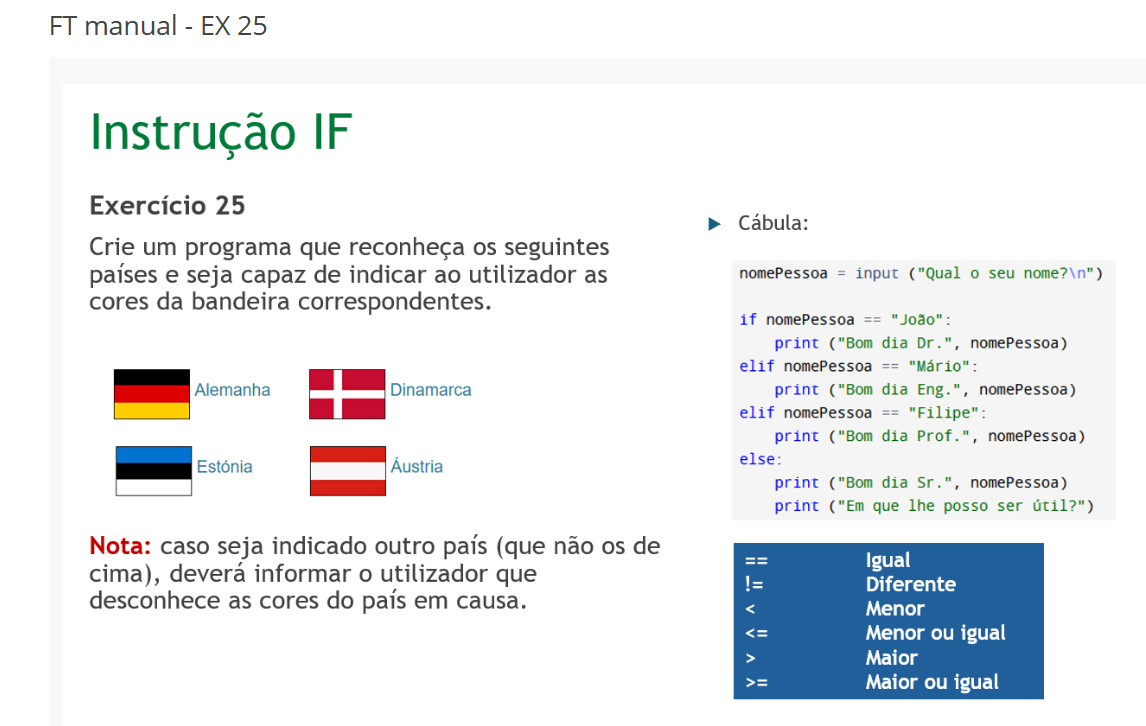 FT manual - EX 25
Instrução IF
Exercício 25
Crie um programa que reconheça os seguintes
países e seja capaz de indicar ao utilizador as
cores da bandeira correspondentes.
Alemanha
Dinamarca
Estónia
Áustria
Nota: caso seja indicado outro país (que não os de
cima), deverá informar o utilizador que
desconhece as cores do país em causa.
Cábula:
nomePessoa = input ("Qual o seu nome?\n")
if nomePessoa == "João":
    print ("Bom dia Dr.", nomePessoa)
elif nomePessoa == "Mário":
    print ("Bom dia Eng.", nomePessoa)
elif nomePessoa == "Filipe":
    print ("Bom dia Prof.", nomePessoa)
else:
    print ("Bom dia Sr.", nomePessoa)
    print ("Em que lhe posso ser útil?")
== Igual
!= Diferente
< Menor
<= Menor ou igual
> Maior
>= Maior ou igual